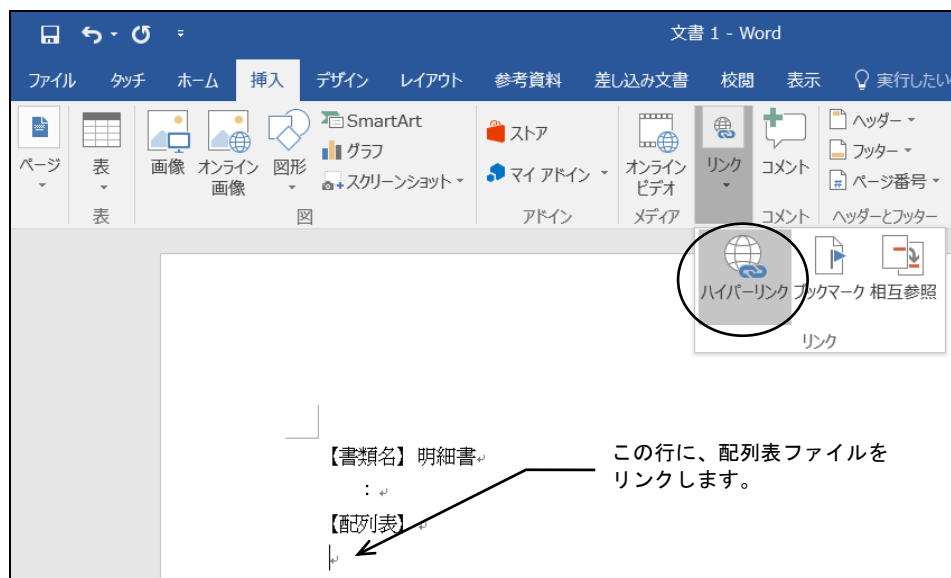 文書 1 - Word
ファイル タッチ ホーム 挿入 デザイン レイアウト 参考資料 差し込み文書 校閲 表示 実行したい
ページ
表
画像
オンライン
画像
図形
SmartArt
グラフ
スクリーンショット
ストア
マイ アドイン
オンライン
ビデオ
リンク
コメント
ヘッダー
フッター
ページ番号
表 図 アドイン メディア コメント ヘッダーとフッター
ハイパーリンク ブックマーク 相互参照
リンク
【書類名】明細書
：
【配列表】
この行に、配列表ファイルを
リンクします。